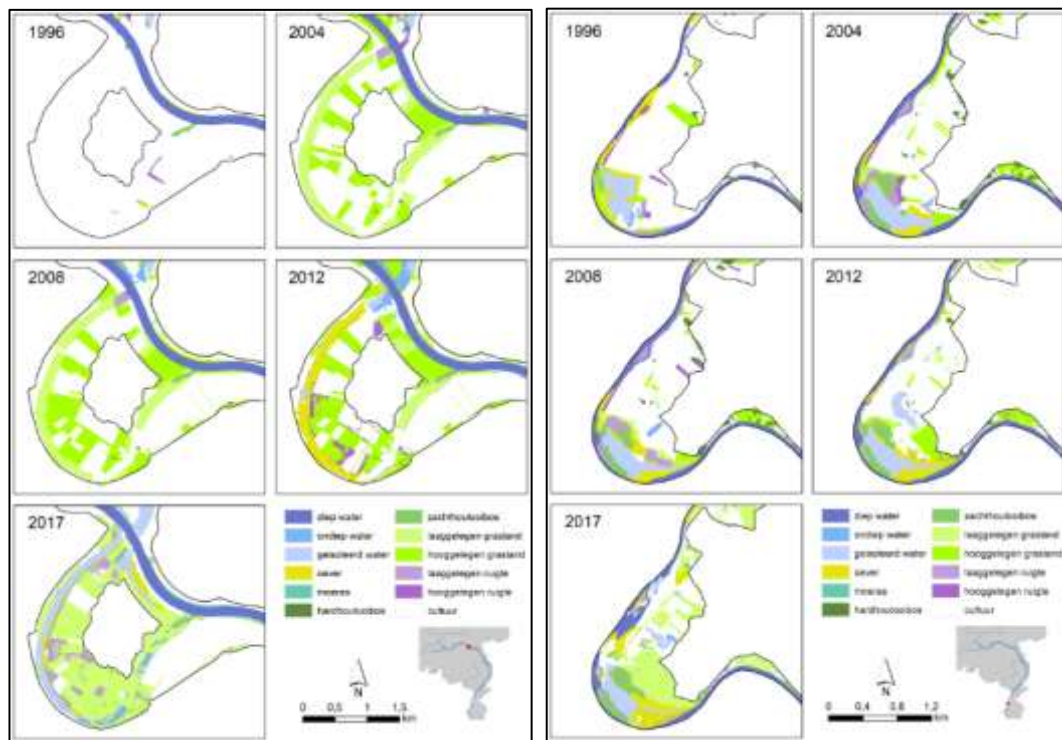 1996
2004
2008
2012
2017
diep water
ondiep water
geïsoleerd water
oever
moeras
hardhoutooibos
zachthoutooibos
laaggelegen grasland
hooggelegen grasland
laaggelegen ruigte
hooggelegen ruigte
cultuur
N
0 0,5 1 1,5
km
1996
2004
2008
2012
2017
diep water
ondiep water
geïsoleerd water
oever
moeras
hardhoutooibos
zachthoutooibos
laaggelegen grasland
hooggelegen grasland
laaggelegen ruigte
hooggelegen ruigte
cultuur
N
0 0,4 0,8 1,2
km